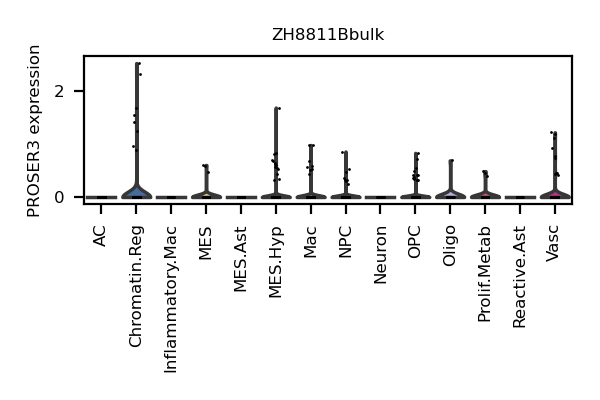 ZH8811Bbulk
PROSER3 expression
2
0
AC
Chromatin.Reg
Inflammatory.Mac
MES
MES.Ast
MES.Hyp
Mac
NPC
Neuron
OPC
Oligo
Prolif.Metab
Reactive.Ast
Vasc